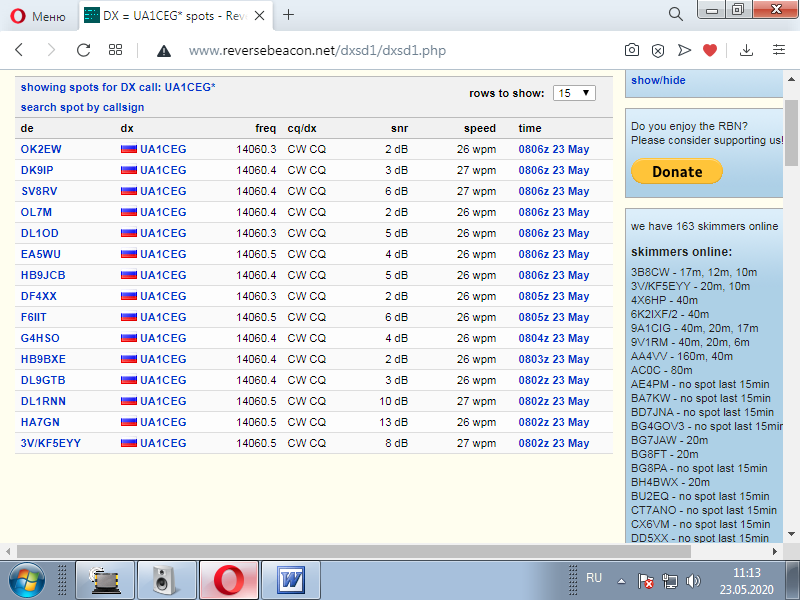 Меню
DX = UA1CEG* spots - Rev
www.reversebeacon.net/dxsd1/dxsd1.php
showing spots for DX call: UA1CEG*
search spot by callsign
rows to show: 15
de dx freq cq/dx snr speed time
OK2EW UA1CEG 14060.3 CW CQ 2 dB 26 wpm 0806z 23 May
DK9IP UA1CEG 14060.4 CW CQ 3 dB 27 wpm 0806z 23 May
SV8RV UA1CEG 14060.4 CW CQ 6 dB 27 wpm 0806z 23 May
OL7M UA1CEG 14060.4 CW CQ 2 dB 26 wpm 0806z 23 May
DL1OD UA1CEG 14060.3 CW CQ 5 dB 26 wpm 0806z 23 May
EA5WU UA1CEG 14060.5 CW CQ 4 dB 26 wpm 0806z 23 May
HB9JCB UA1CEG 14060.4 CW CQ 5 dB 26 wpm 0806z 23 May
DF4XX UA1CEG 14060.3 CW CQ 2 dB 26 wpm 0805z 23 May
F6IIT UA1CEG 14060.5 CW CQ 6 dB 26 wpm 0805z 23 May
G4HSO UA1CEG 14060.4 CW CQ 4 dB 26 wpm 0804z 23 May
HB9BXE UA1CEG 14060.4 CW CQ 2 dB 26 wpm 0803z 23 May
DL9GTB UA1CEG 14060.4 CW CQ 3 dB 26 wpm 0802z 23 May
DL1RNN UA1CEG 14060.5 CW CQ 10 dB 27 wpm 0802z 23 May
HA7GN UA1CEG 14060.5 CW CQ 13 dB 26 wpm 0802z 23 May
3V/KF5EYY UA1CEG 14060.5 CW CQ 8 dB 27 wpm 0802z 23 May
show/hide
Do you enjoy the RBN?
Please consider supporting us!
Donate
we have 163 skimmers online
skimmers online:
3B8CW - 17m, 12m, 10m
3V/KF5EYY - 20m, 10m
4X6HP - 40m
6K2IXF/2 - 40m
9A1CIG - 40m, 20m, 17m
9V1RM - 40m, 20m, 6m
AA4VV - 160m, 40m
AC0C - 80m
AE4PM - no spot last 15min
BA7KW - no spot last 15min
BD7JNA - no spot last 15min
BG4GOV3 - no spot last 15min
BG7JAW - 20m
BG8FT - 20m
BG8PA - no spot last 15min
BH4BWX - 20m
BU2EQ - no spot last 15min
CT7ANO - no spot last 15min
CX6VM - no spot last 15min
DD5XX - no spot last 15min
RU
11:13
23.05.2020